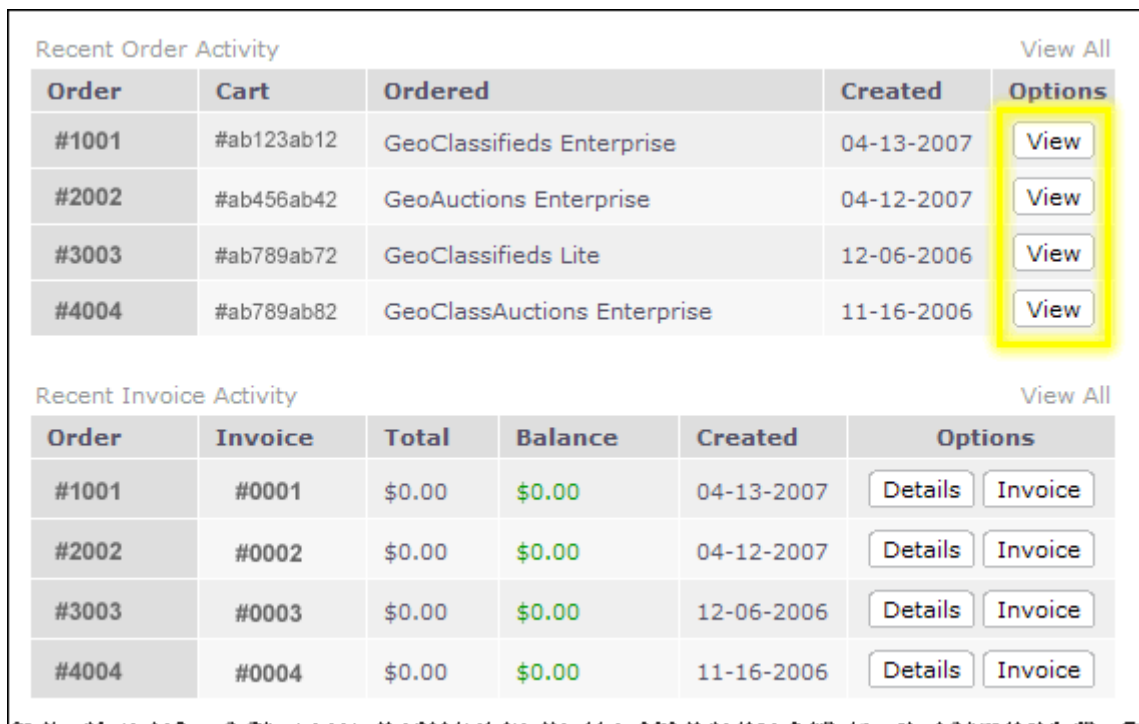 Recent Order Activity View All
Order Cart Ordered Created Options
#1001 #ab123ab12 GeoClassifieds Enterprise 04-13-2007 View
#2002 #ab456ab42 GeoAuctions Enterprise 04-12-2007 View
#3003 #ab789ab72 GeoClassifieds Lite 12-06-2006 View
#4004 #ab789ab82 GeoClassAuctions Enterprise 11-16-2006 View
Recent Invoice Activity View All
Order Invoice Total Balance Created Options
#1001 #0001 $0.00 $0.00 04-13-2007 Details Invoice
#2002 #0002 $0.00 $0.00 04-12-2007 Details Invoice
#3003 #0003 $0.00 $0.00 12-06-2006 Details Invoice
#4004 #0004 $0.00 $0.00 11-16-2006 Details Invoice